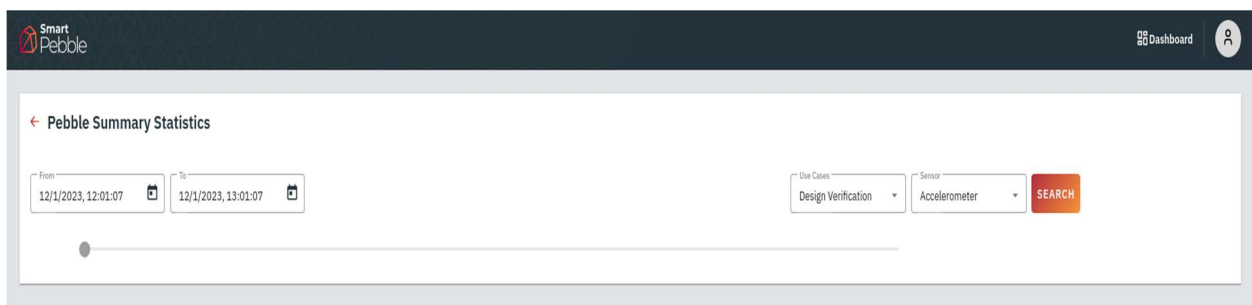 Smart
Pebble
Dashboard
Pebble Summary Statistics
From
12/1/2023, 12:01:07
To
12/1/2023, 13:01:07
Use Cases
Design Verification
Sensor
Accelerometer
SEARCH